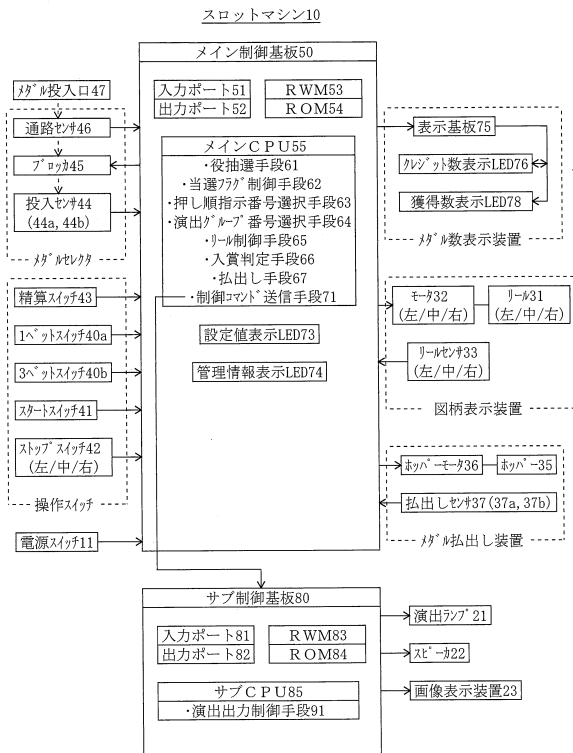 スロットマシン10
メイン制御基板50
メダル投入口47
通路センサ46
ブロッカ45
投入センサ44
(44a, 44b)
メダルセレクタ
精算スイッチ43
1ベットスイッチ40a
3ベットスイッチ40b
スタートスイッチ41
ストップスイッチ42
(左/中/右)
操作スイッチ
電源スイッチ11
入力ポート51
出力ポート52
RWM53
ROM54
メインCPU55
・役抽選手段61
・当選フラグ制御手段62
・押し順指示番号選択手段63
・演出グループ番号選択手段64
・リール制御手段65
・入賞判定手段66
・払出し手段67
・制御コマンド送信手段71
設定値表示LED73
管理情報表示LED74
表示基板75
クレジット数表示LED76
獲得数表示LED78
メダル数表示装置
モータ32
(左/中/右)
リール31
(左/中/右)
リールセンサ33
(左/中/右)
図柄表示装置
ホッパーモータ36
ホッパー35
払出しセンサ37(37a, 37b)
メダル払出し装置
サブ制御基板80
入力ポート81
出力ポート82
RWM83
ROM84
サブCPU85
・演出出力制御手段91
演出ランプ21
スピーカ22
画像表示装置23